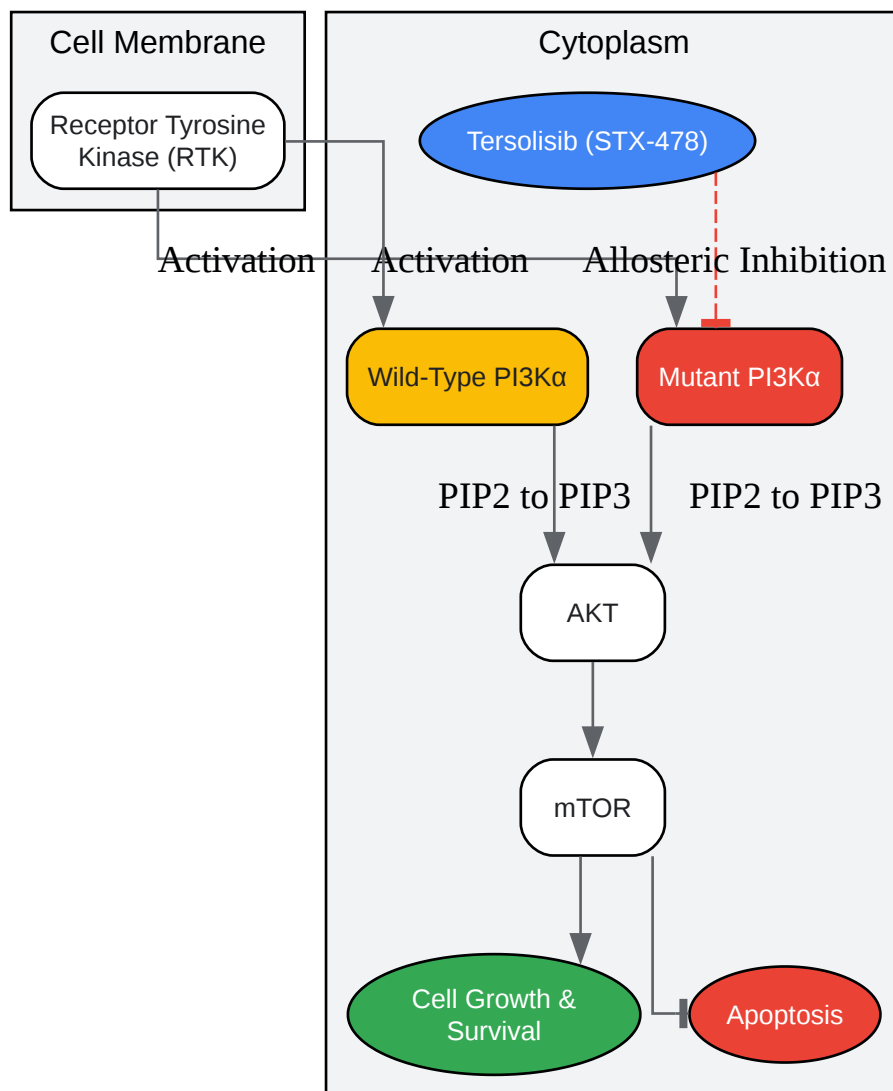 Cell Membrane
Cytoplasm
Receptor Tyrosine
Kinase (RTK)
Tersolisib (STX-478)
Activation
Activation
Allosteric Inhibition
Wild-Type PI3Kα
Mutant PI3Kα
PIP2 to PIP3
PIP2 to PIP3
AKT
mTOR
Cell Growth &
Survival
Apoptosis